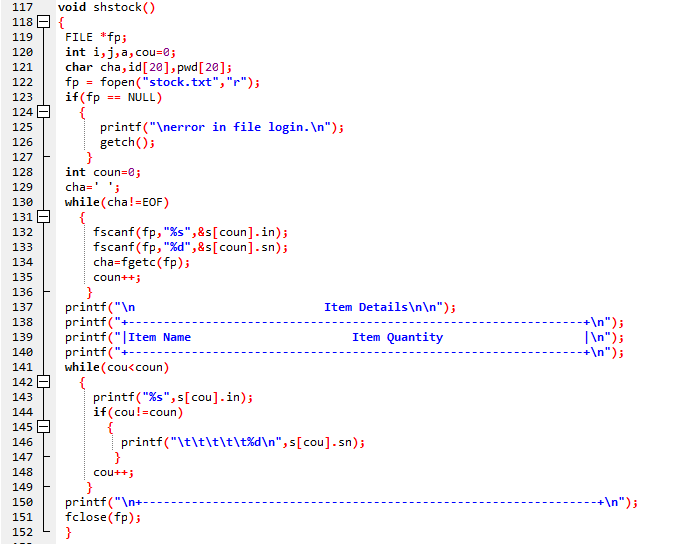 117 void shstock()
118 {
119 FILE *fp;
120 int i,j,a,cou=0;
121 char cha,id[20],pwd[20];
122 fp = fopen("stock.txt","r");
123 if(fp == NULL)
124 {
125 printf("\nerror in file login.\n");
126 getch();
127 }
128 int coun=0;
129 cha=' ';
130 while(cha!=EOF)
131 {
132 fscanf(fp,"%s",&s[coun].in);
133 fscanf(fp,"%d",&s[coun].sn);
134 cha=fgetc(fp);
135 coun++;
136 }
137 printf("\n                           Item Details\n\n");
138 printf("+-----------------------------------------------------------------+\n");
139 printf("|Item Name                       Item Quantity                    |\n");
140 printf("+-----------------------------------------------------------------+\n");
141 while(cou<coun)
142 {
143 printf("%s",s[cou].in);
144 if(cou!=coun)
145 {
146 printf("\t\t\t\t\t%d\n",s[cou].sn);
147 }
148 cou++;
149 }
150 printf("\n+-----------------------------------------------------------------+\n");
151 fclose(fp);
152 }